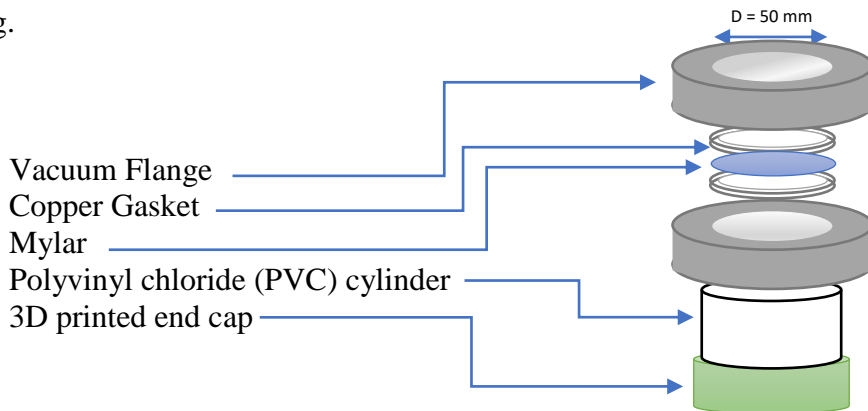 g.
D = 50 mm
Vacuum Flange
Copper Gasket
Mylar
Polyvinyl chloride (PVC) cylinder
3D printed end cap